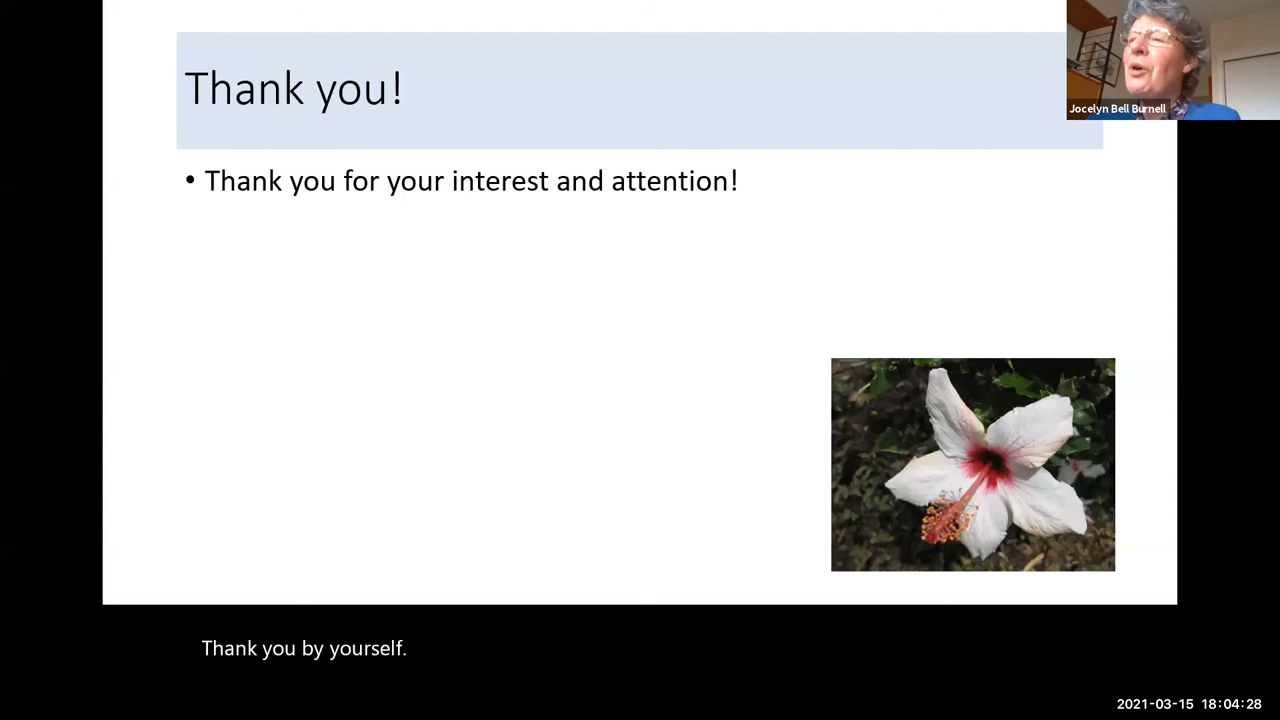 Thank you!
Jocelyn Bell Burnell
• Thank you for your interest and attention!
Thank you by yourself.
2021-03-15 18:04:28